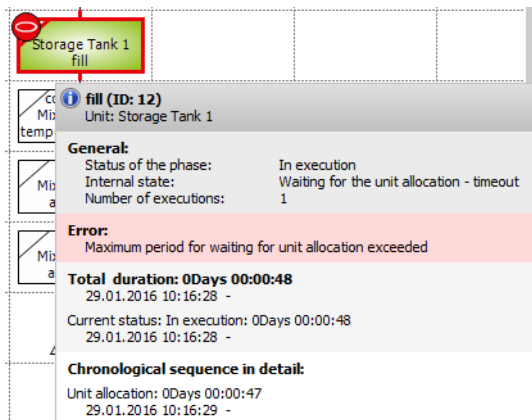 Storage Tank 1
fill
fill (ID: 12)
Unit: Storage Tank 1
General:
Status of the phase: In execution
Internal state: Waiting for the unit allocation - timeout
Number of executions: 1
Error:
Maximum period for waiting for unit allocation exceeded
Total duration: 0Days 00:00:48
29.01.2016 10:16:28 -
Current status: In execution: 0Days 00:00:48
29.01.2016 10:16:28 -
Chronological sequence in detail:
Unit allocation: 0Days 00:00:47
29.01.2016 10:16:29 -